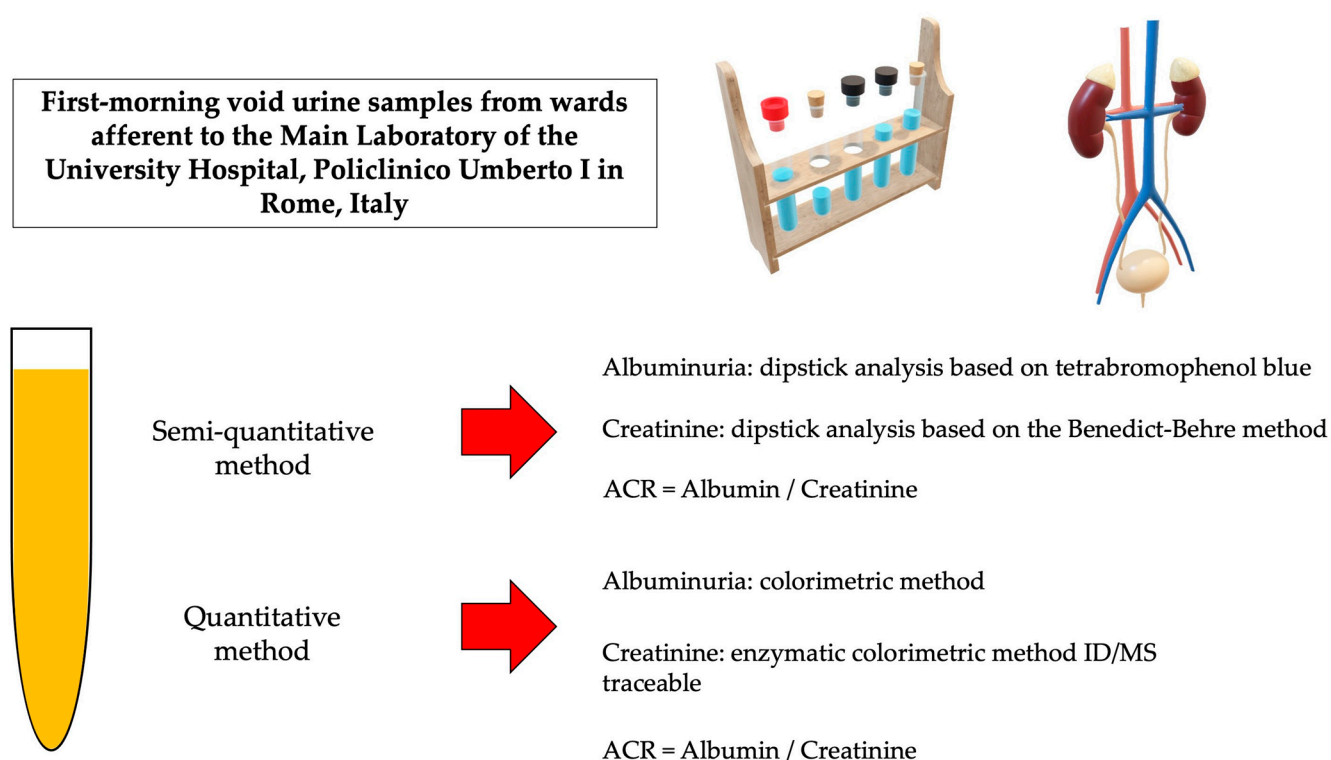 First-morning void urine samples from wards
afferent to the Main Laboratory of the
University Hospital, Policlinico Umberto I in
Rome, Italy
Semi-quantitative
method
Albuminuria: dipstick analysis based on tetrabromophenol blue
Creatinine: dipstick analysis based on the Benedict-Behre method
ACR = Albumin / Creatinine
Quantitative
method
Albuminuria: colorimetric method
Creatinine: enzymatic colorimetric method ID/MS
traceable
ACR = Albumin / Creatinine